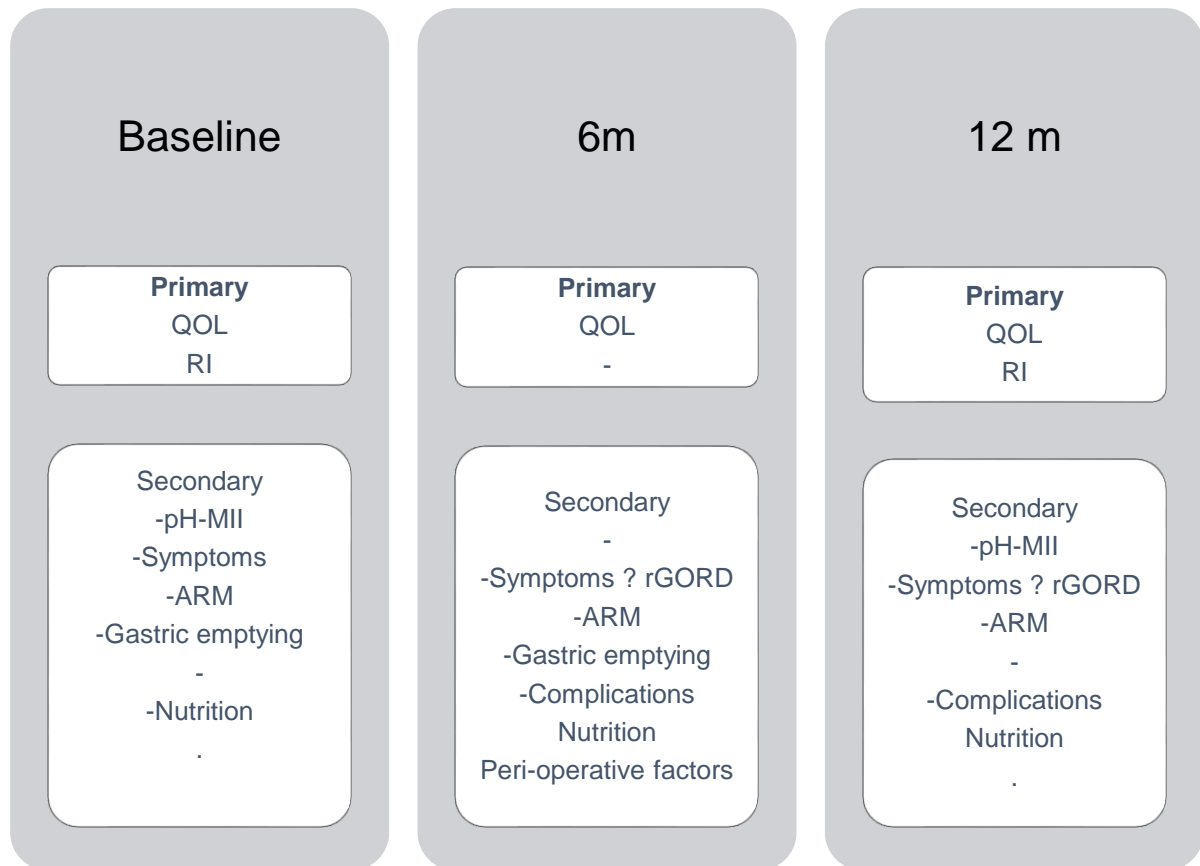 Baseline
Primary
QOL
RI
Secondary
-pH-MII
-Symptoms
-ARM
-Gastric emptying
-
-Nutrition
.
6m
Primary
QOL
-
Secondary
-
-Symptoms ? rGORD
-ARM
-Gastric emptying
-Complications
Nutrition
Peri-operative factors
12 m
Primary
QOL
RI
Secondary
-pH-MII
-Symptoms ? rGORD
-ARM
-
-Complications
Nutrition
.